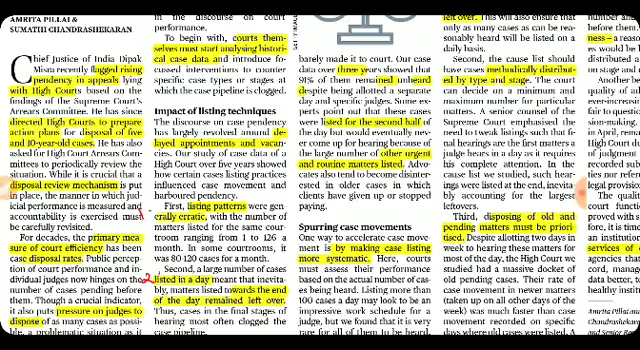 AMRITA PILLAI &
SUMATHI CHANDRASHEKARAN
Chief Justice of India Dipak
Misra recently flagged rising
pendency in appeals lying
with High Courts based on the
findings of the Supreme Court's
Arrears Committee. He has since
directed High Courts to prepare
action plans for disposal of five
and 10-year-old cases. He has also
asked for High Court Arrears Com-
mittees to periodically review the
situation. While it is crucial that a
disposal review mechanism is put
in place, the manner in which jud-
icial performance is measured and
accountability is exercised must
be carefully revisited.
For decades, the primary mea-
sure of court efficiency has been
case disposal rates. Public percep-
tion of court performance and in-
dividual judges now hinges on the
number of cases pending before
them. Though a crucial indicator,
it also puts pressure on judges to
dispose of as many cases as possi-
ble, a problematic situation as it
in the discourse on court
performance.
To begin with, courts them-
selves must start analysing histori-
cal case data and introduce fo-
cussed interventions to counter
specific case types or stages at
which the case pipeline is clogged.
Impact of listing techniques
The discourse on case pendency
has largely revolved around de-
layed appointments and vacan-
cies. Our study of case data of a
High Court over five years showed
how certain cases listing practices
influenced case movement and
harboured pendency.
First, listing patterns were gen-
erally erratic, with the number of
matters listed for the same cour-
troom ranging from 1 to 126 a
month. In some courtrooms, it
was 80-120 cases for a day.
Second, a large number of cases
2 listed in a day meant that inevita-
bly, matters listed towards the end
of the day remained left over.
Thus, cases in the final stages of
hearing most often clogged the
case pipeline.
barely made it to court. Our case
data over three years showed that
91% of them remained unheard
despite being allotted a separate
day and specific judges. Some ex-
perts point out that these cases
were listed for the second half of
the day but would eventually nev-
er come up for hearing because of
the large number of other urgent
and routine matters listed. Advo-
cates also tend to become disinter-
ested in older cases in which
clients have given up or stopped
paying.
Spurring case movements
One way to accelerate case move-
ment is by making case listing
more systematic. Here, courts
must assess their performance
based on the actual number of cas-
es being heard. Listing more than
100 cases a day may look to be an
impressive work schedule for a
judge, but we found that it is very
rare for all of them to be heard.
left over. This will also ensure that
only as many cases as can be rea-
sonably heard will be listed on a
daily basis.
Second, the cause list should
have cases methodically distribut-
ed by type and stage. The court
can decide on a minimum and
maximum number for particular
matters. A senior counsel of the
Supreme Court emphasised the
need to tweak listings such that fe-
nal hearings are the first matters a
judge hears in a day as it requires
his complete attention. In the
cause list we studied, such hear-
ings were listed at the end, inevita-
bly accounting for the largest
leftovers.
Third, disposing of old and
pending matters must be priori-
tised. Despite allotting two days in
week to hearing these matters for
most of the day, the High Court we
studied had a massive docket of
old pending cases. Their rate of
case movement in newer matters
(taken up on all other days of the
week) was much faster than case
movement recorded on specific
days where old cases were listed. A